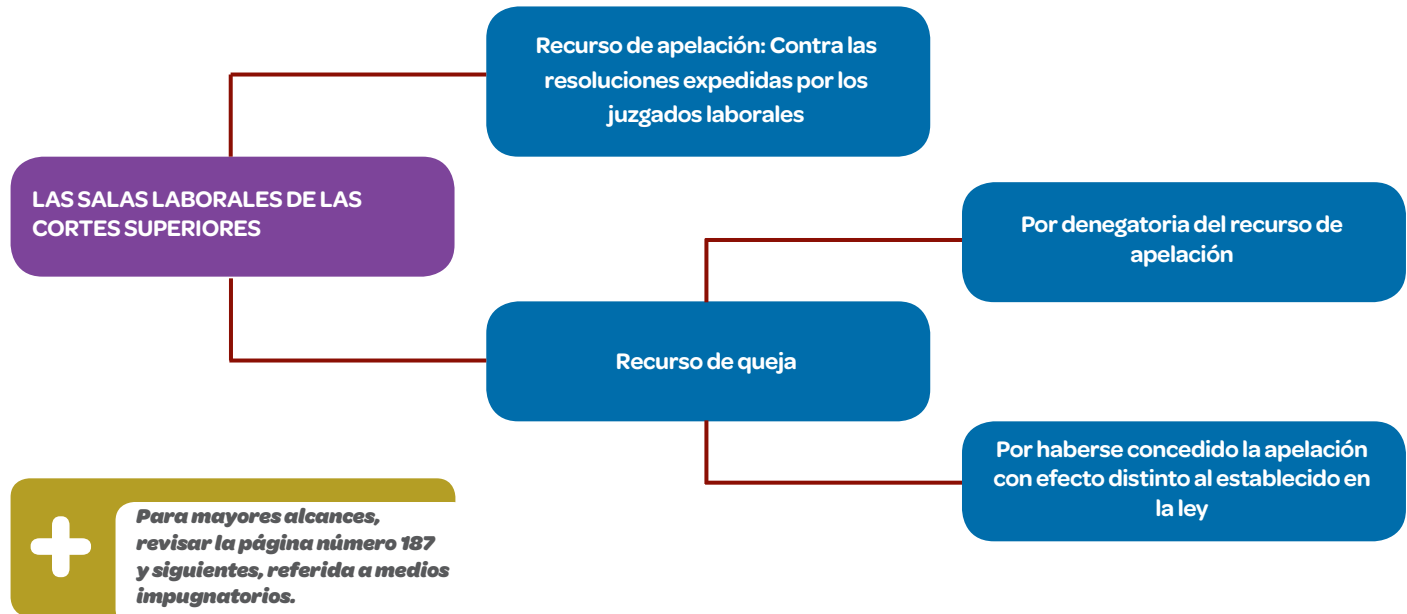 Recurso de apelación: Contra las
resoluciones expedidas por los
juzgados laborales
LAS SALAS LABORALES DE LAS
CORTES SUPERIORES
Por denegatoria del recurso de
apelación
Recurso de queja
Por haberse concedido la apelación
con efecto distinto al establecido en
la ley
Para mayores alcances,
revisar la página número 187
y siguientes, referida a medios
impugnatorios.